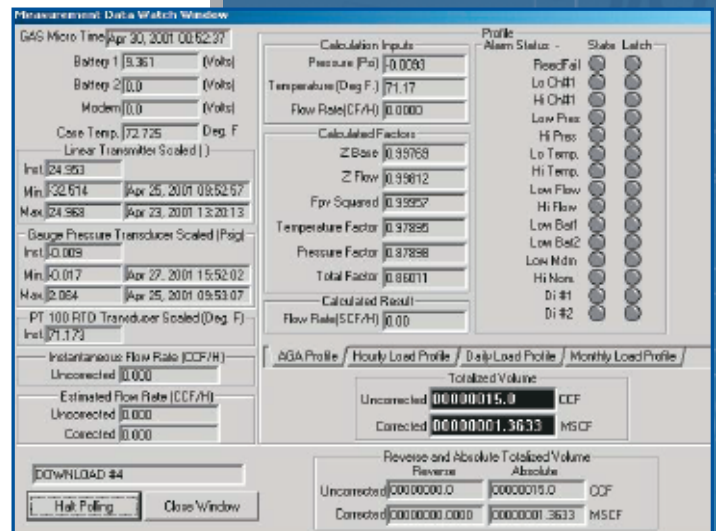 Measurement Data Watch Window
GAS Micro Time Apr 30, 2001 00:52:37
Battery 1 9.361 (Volts)
Battery 2 0.0 (Volts)
Modem 0.0 (Volts)
Case Temp. 72.725 Deg. F
Linear Transmitter Scaled ( )
Inst. 24.953
Min. -32.514 Apr 25, 2001 09:52:57
Max. 24.968 Apr 23, 2001 13:20:13
Gauge Pressure Transducer Scaled (Psig)
Inst. -0.009
Min. -0.017 Apr 27, 2001 15:52:02
Max. 2.064 Apr 25, 2001 09:53:07
PT 100 RTD Transducer Scaled (Deg. F)
Inst. 71.173
Instantaneous Flow Rate (CCF/H)
Uncorrected 0.000
Estimated Flow Rate (CCF/H)
Uncorrected 0.000
Corrected 0.000
DOWNLOAD #4
Halt Polling Close Window
Calculation Inputs
Pressure (Psi) -0.0093
Temperature (Deg F.) 71.17
Flow Rate(CF/H) 0.0000
Calculated Factors
Z Base 0.99769
Z Flow 0.99812
Fpv Squared 0.99957
Temperature Factor 0.97895
Pressure Factor 0.87898
Total Factor 0.86011
Calculated Result
Flow Rate(SCF/H) 0.00
Profile
Alarm Status - State Latch
ReedFail
Lo Ch#1
Hi Ch#1
Low Pres
Hi Pres
Lo Temp.
Hi Temp.
Low Flow
Hi Flow
Low Bat1
Low Bat2
Low Mdm
Hi Nom.
Di #1
Di #2
AGA Profile Hourly Load Profile Daily Load Profile Monthly Load Profile
Totalized Volume
Uncorrected 00000015.0 CCF
Corrected 00000001.3633 MSCF
Reverse and Absolute Totalized Volume
Reverse Absolute
Uncorrected 00000000.0 00000015.0 CCF
Corrected 00000000.0000 00000001.3633 MSCF